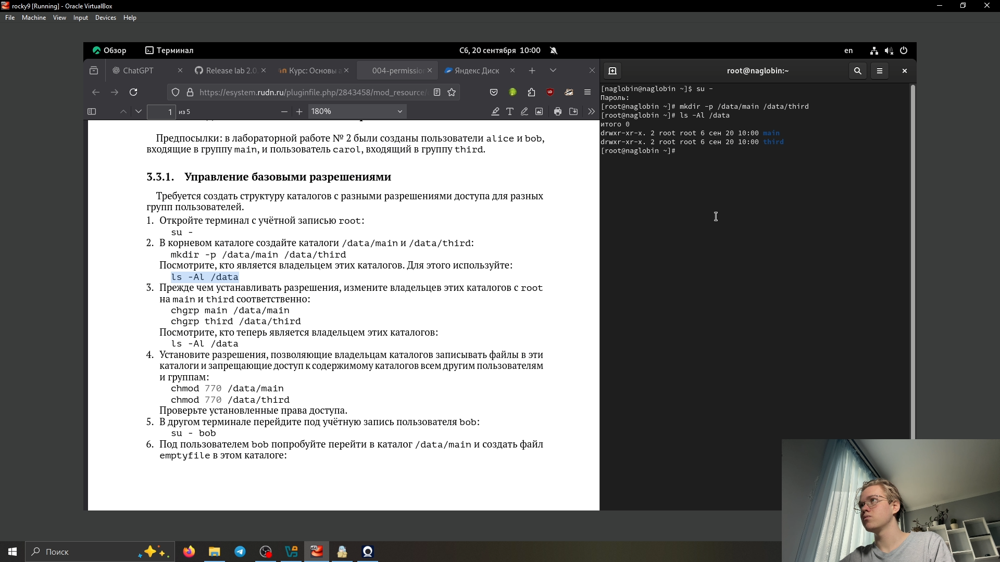 rocky9 [Running] - Oracle VirtualBox
File Machine View Input Devices Help
Обзор Терминал Сб, 20 сентября 10:00 en
ChatGPT Release lab 2.0. Курс: Основы а 004-permission Яндекс Диск
root@naglobin:~
https://esystem.rudn.ru/pluginfile.php/2843458/mod_resource/
1 из 5 180%
Предпосылки: в лабораторной работе № 2 были созданы пользователи alice и bob,
входящие в группу main, и пользователь carol, входящий в группу third.
3.3.1. Управление базовыми разрешениями
Требуется создать структуру каталогов с разными разрешениями доступа для разных
групп пользователей.
1. Откройте терминал с учётной записью root:
su -
2. В корневом каталоге создайте каталоги /data/main и /data/third:
mkdir -p /data/main /data/third
Посмотрите, кто является владельцем этих каталогов. Для этого используйте:
ls -Al /data
3. Прежде чем устанавливать разрешения, измените владельцев этих каталогов с root
на main и third соответственно:
chgrp main /data/main
chgrp third /data/third
Посмотрите, кто теперь является владельцем этих каталогов:
ls -Al /data
4. Установите разрешения, позволяющие владельцам каталогов записывать файлы в эти
каталоги и запрещающие доступ к содержимому каталогов всем другим пользователям
и группам:
chmod 770 /data/main
chmod 770 /data/third
Проверьте установленные права доступа.
5. В другом терминале перейдите под учётную запись пользователя bob:
su - bob
6. Под пользователем bob попробуйте перейти в каталог /data/main и создать файл
emptyfile в этом каталоге:
[naglobin@naglobin ~]$ su -
Пароль:
[root@naglobin ~]# mkdir -p /data/main /data/third
[root@naglobin ~]# ls -Al /data
итого 0
drwxr-xr-x. 2 root root 6 сен 20 10:00 main
drwxr-xr-x. 2 root root 6 сен 20 10:00 third
[root@naglobin ~]#
Поиск